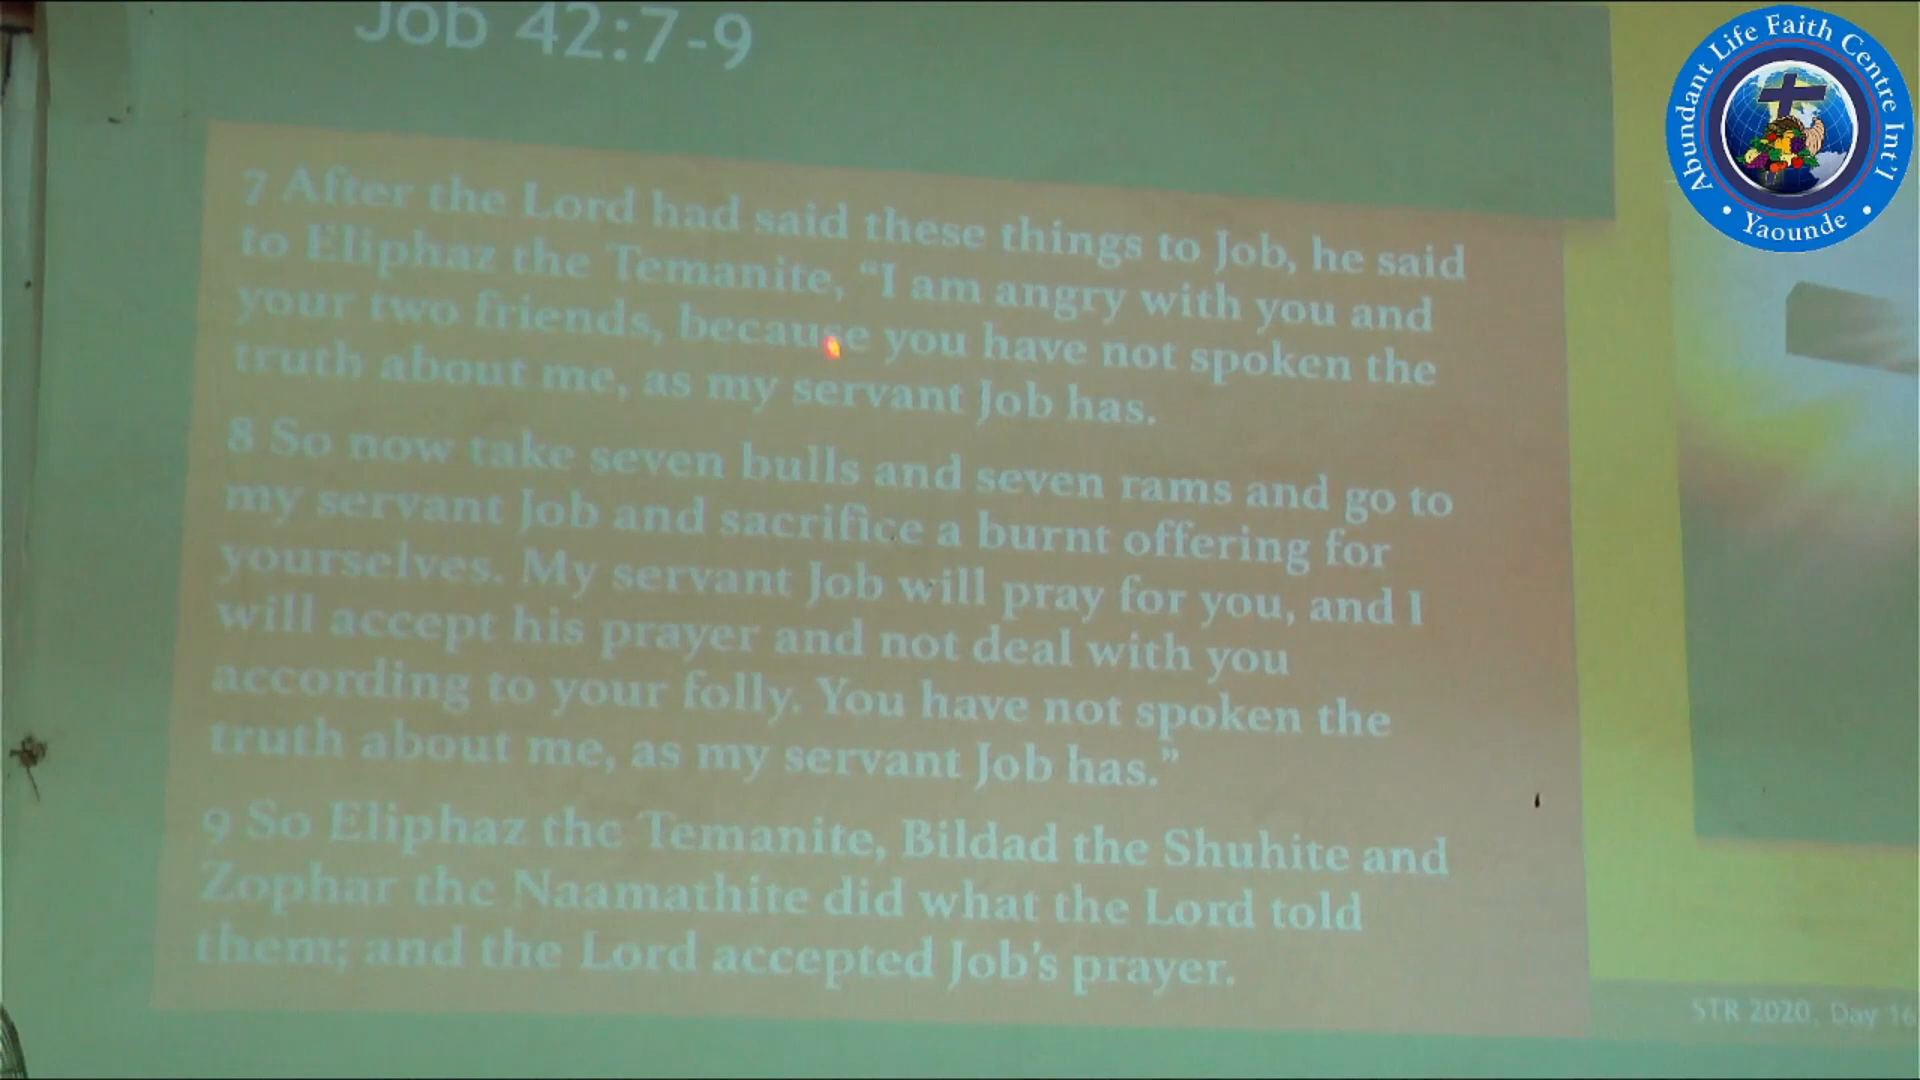 Job 42:7-9
Abundant Life Faith Centre Int'l
• Yaounde •
7 After the Lord had said these things to Job, he said
to Eliphaz the Temanite, “I am angry with you and
your two friends, because you have not spoken the
truth about me, as my servant Job has.
8 So now take seven bulls and seven rams and go to
my servant Job and sacrifice a burnt offering for
yourselves. My servant Job will pray for you, and I
will accept his prayer and not deal with you
according to your folly. You have not spoken the
truth about me, as my servant Job has.”
9 So Eliphaz the Temanite, Bildad the Shuhite and
Zophar the Naamathite did what the Lord told
them; and the Lord accepted Job’s prayer.
STR 2020, Day 16